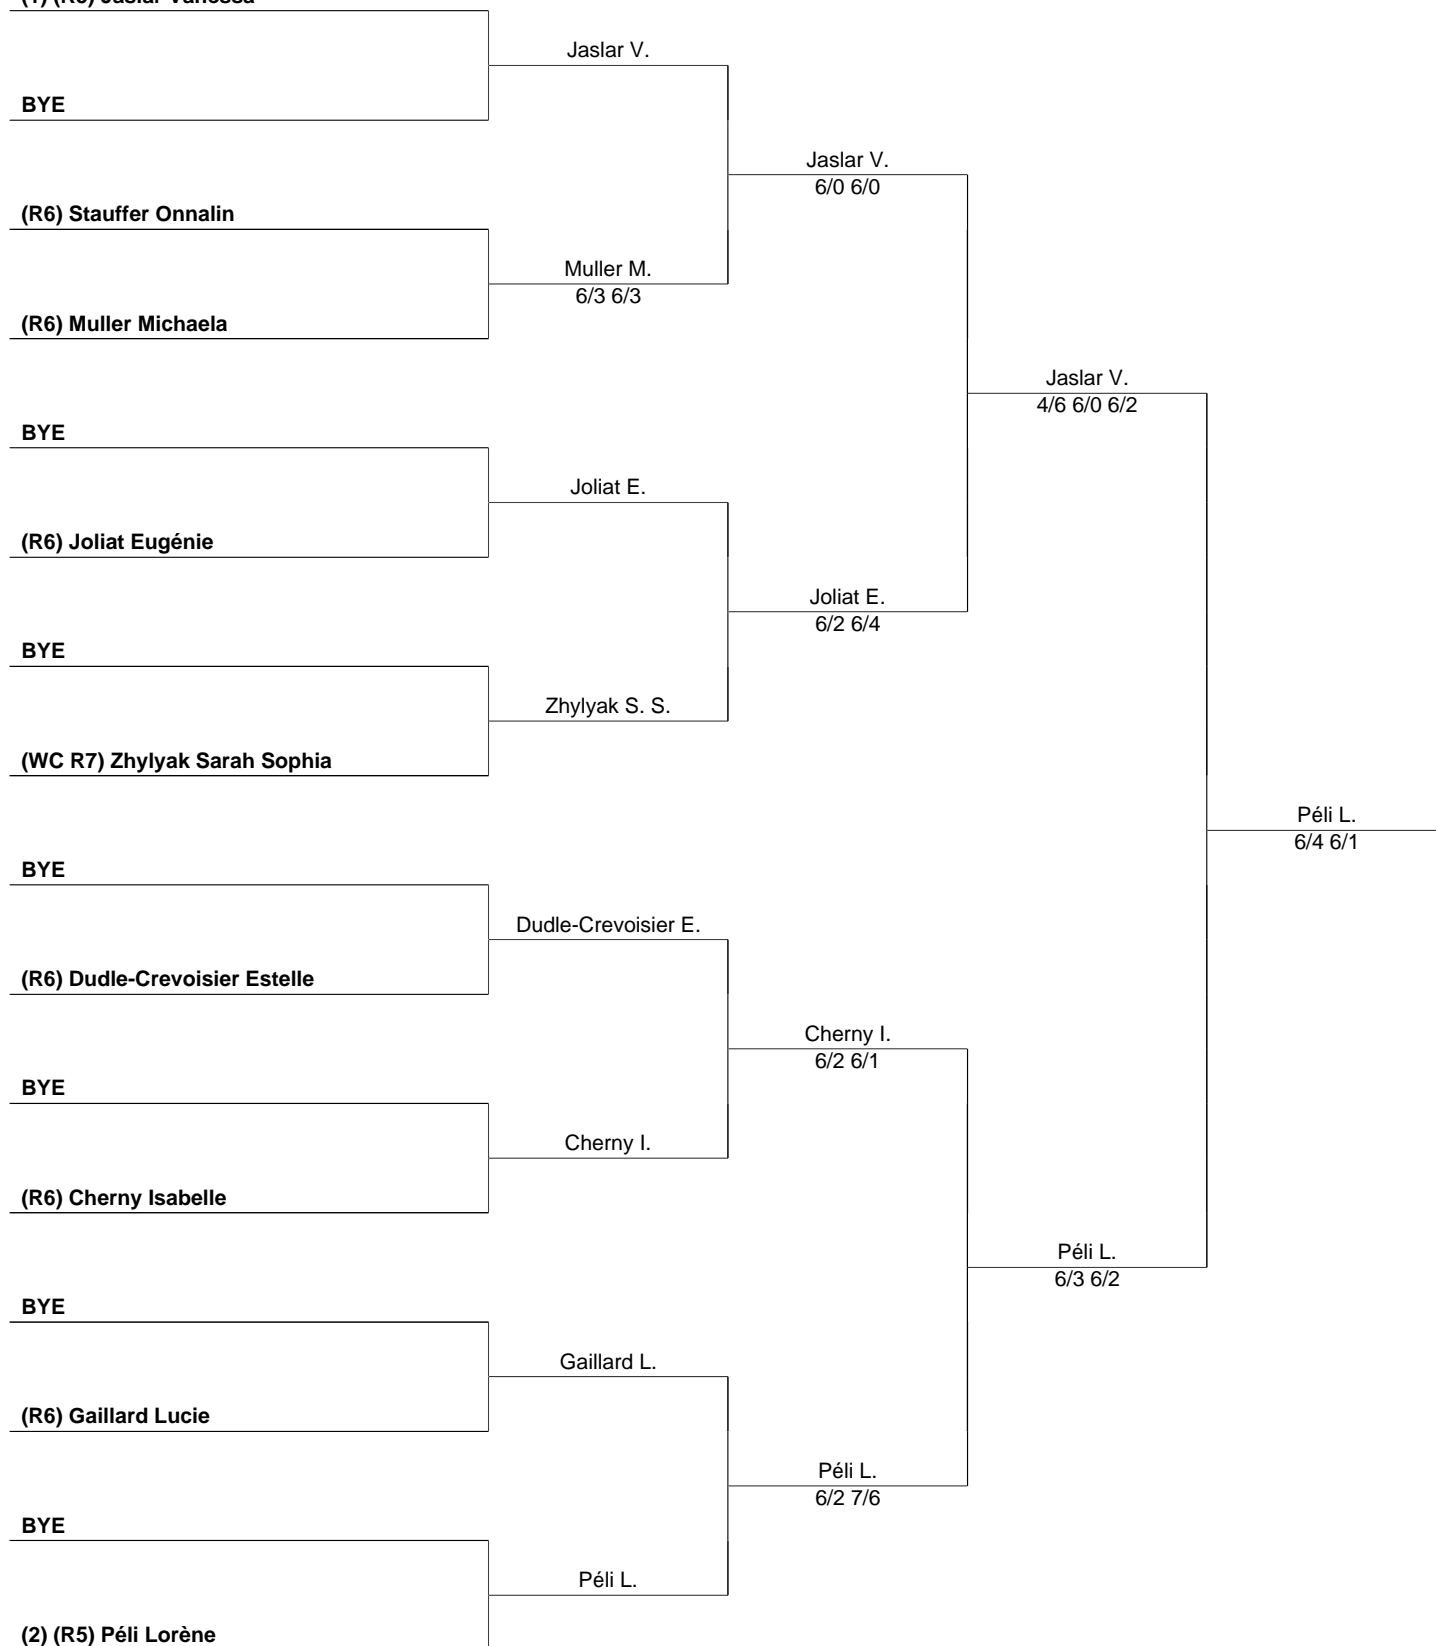 Jaslar V.
BYE
Jaslar V.
6/0 6/0
(R6) Stauffer Onnalin
Muller M.
6/3 6/3
(R6) Muller Michaela
Jaslar V.
4/6 6/0 6/2
BYE
Joliat E.
(R6) Joliat Eugénie
Joliat E.
6/2 6/4
BYE
Zhylyak S. S.
(WC R7) Zhylyak Sarah Sophia
Péli L.
6/4 6/1
BYE
Dudle-Crevoisier E.
(R6) Dudle-Crevoisier Estelle
Cherny I.
6/2 6/1
BYE
Cherny I.
(R6) Cherny Isabelle
Péli L.
6/3 6/2
BYE
Gaillard L.
(R6) Gaillard Lucie
Péli L.
6/2 7/6
BYE
Péli L.
(2) (R5) Péli Lorène